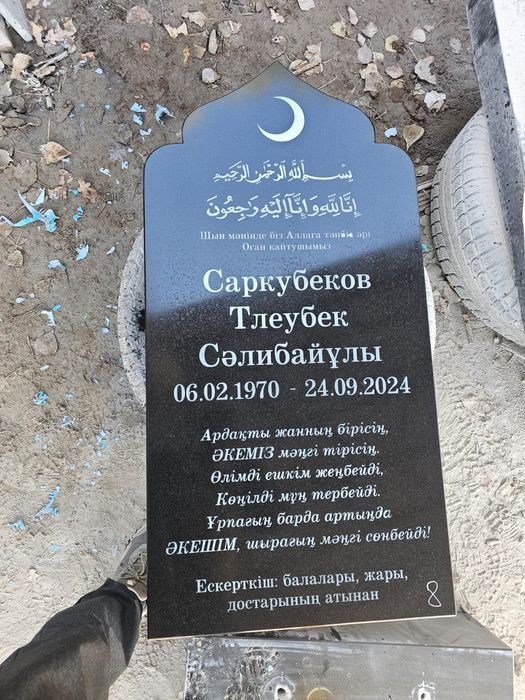 بِسْمِ اللَّهِ الرَّحْمَنِ الرَّحِيمِ
إِنَّا لِلَّهِ وَإِنَّا إِلَيْهِ رَاجِعُونَ
Шын мәнінде біз Аллаға тәнбіз әрі
Оған қайтушымыз
Саркубеков
Тлеубек
Сәлибайұлы
06.02.1970 - 24.09.2024
Ардақты жанның бірісің,
ӘКЕМІЗ мәңгі тірісің.
Өлімді ешкім жеңбейді,
Көңілді мұң тербейді.
Ұрпағың барда артыңда
ӘКЕШІМ, шырағың мәңгі сөнбейді!
Ескерткіш: балалары, жары,
достарының атынан
8